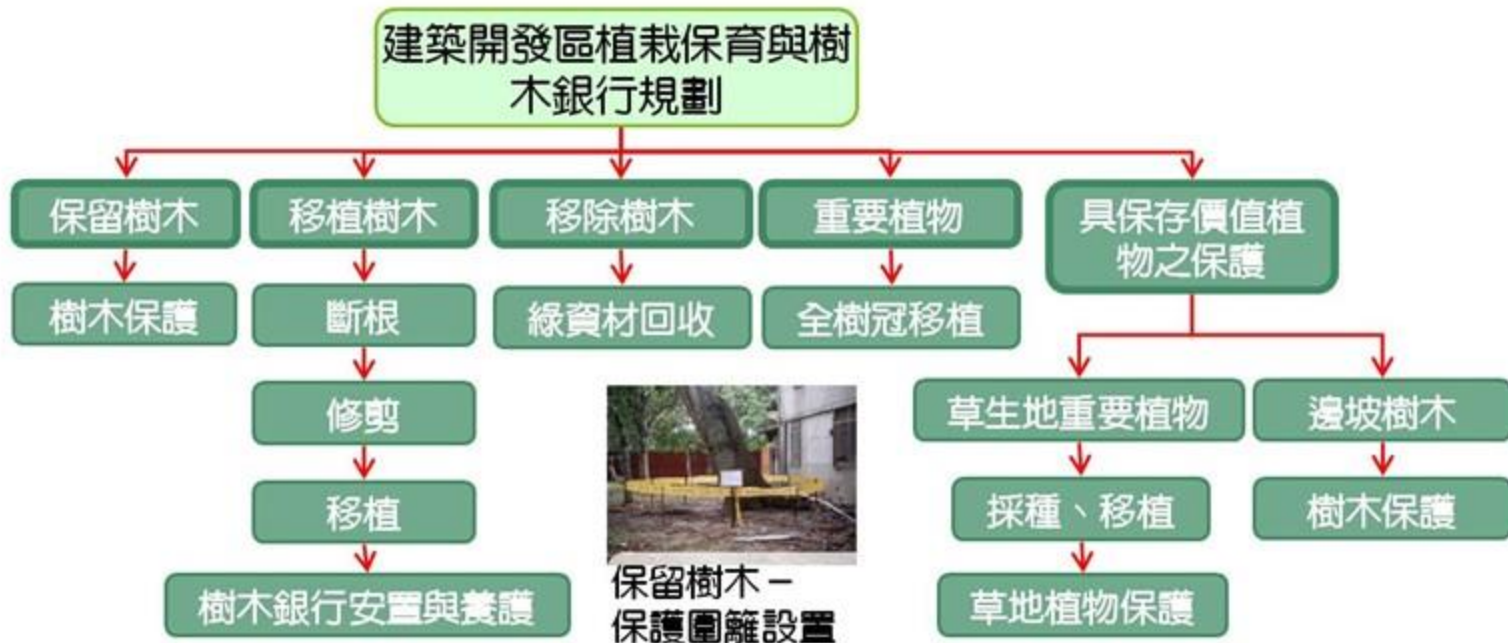 建築開發區植栽保育與樹
木銀行規劃
保留樹木
移植樹木
移除樹木
重要植物
具保存價值植
物之保護
樹木保護
斷根
綠資材回收
全樹冠移植
修剪
草生地重要植物
邊坡樹木
移植
採種、移植
樹木保護
樹木銀行安置與養護
保留樹木－
保護圍籬設置
草地植物保護